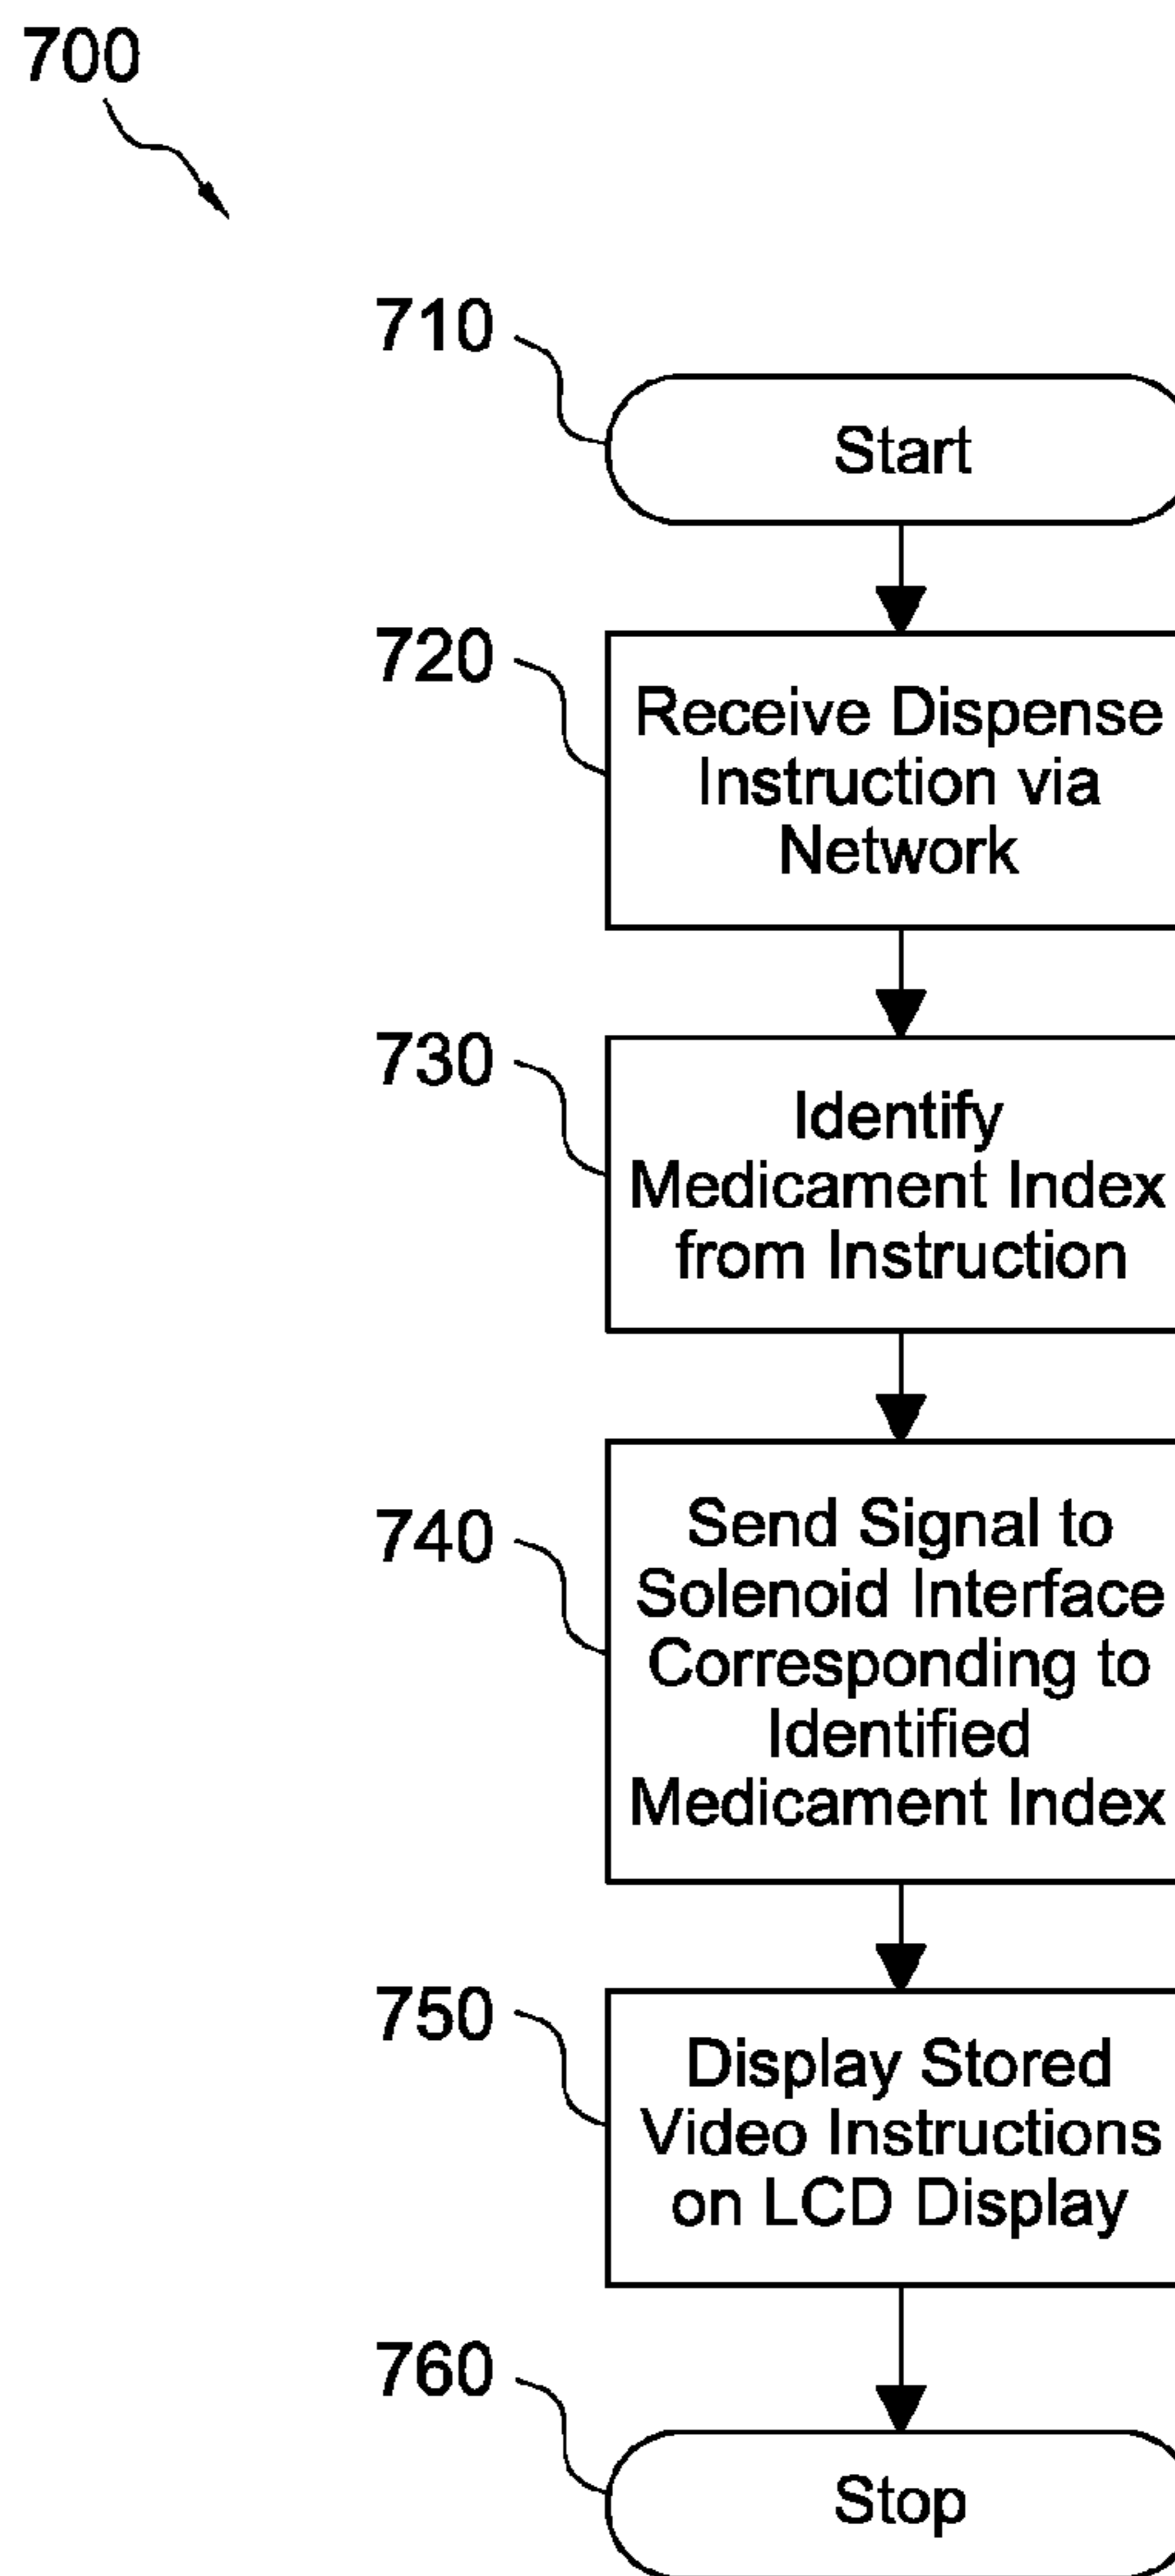 700
710
Start
720
Receive Dispense
Instruction via
Network
730
Identify
Medicament Index
from Instruction
740
Send Signal to
Solenoid Interface
Corresponding to
Identified
Medicament Index
750
Display Stored
Video Instructions
on LCD Display
760
Stop